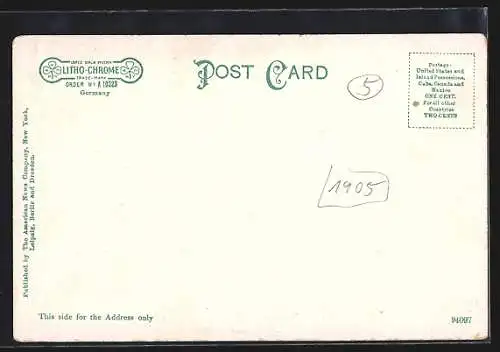 LITHO-CHROME
TRADE-MARK
ORDER Nº A 10323
Germany
POST CARD
5
Postage:
United States and
Island Possessions,
Cuba, Canada and
Mexico
ONE CENT.
For all other
Countries
TWO CENTS
1905
Published by The American News Company, New York,
Leipzig, Berlin and Dresden.
This side for the Address only